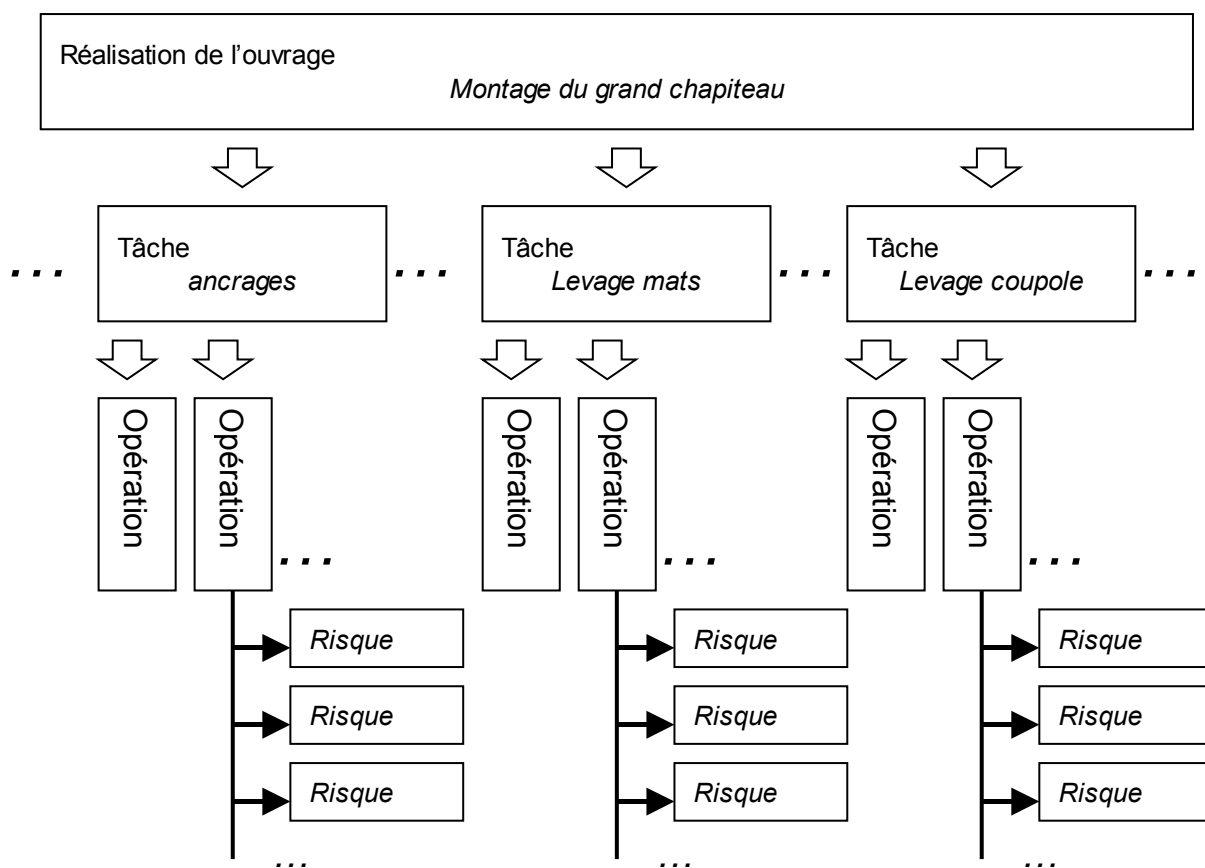 Réalisation de l'ouvrage
Montage du grand chapiteau
Tâche
ancrages
Tâche
Levage mats
Tâche
Levage coupole
... ... ... ...
Opération
Opération
...
Opération
Opération
...
Opération
Opération
...
Risque
Risque
Risque
Risque
Risque
Risque
Risque
Risque
Risque
... ... ...